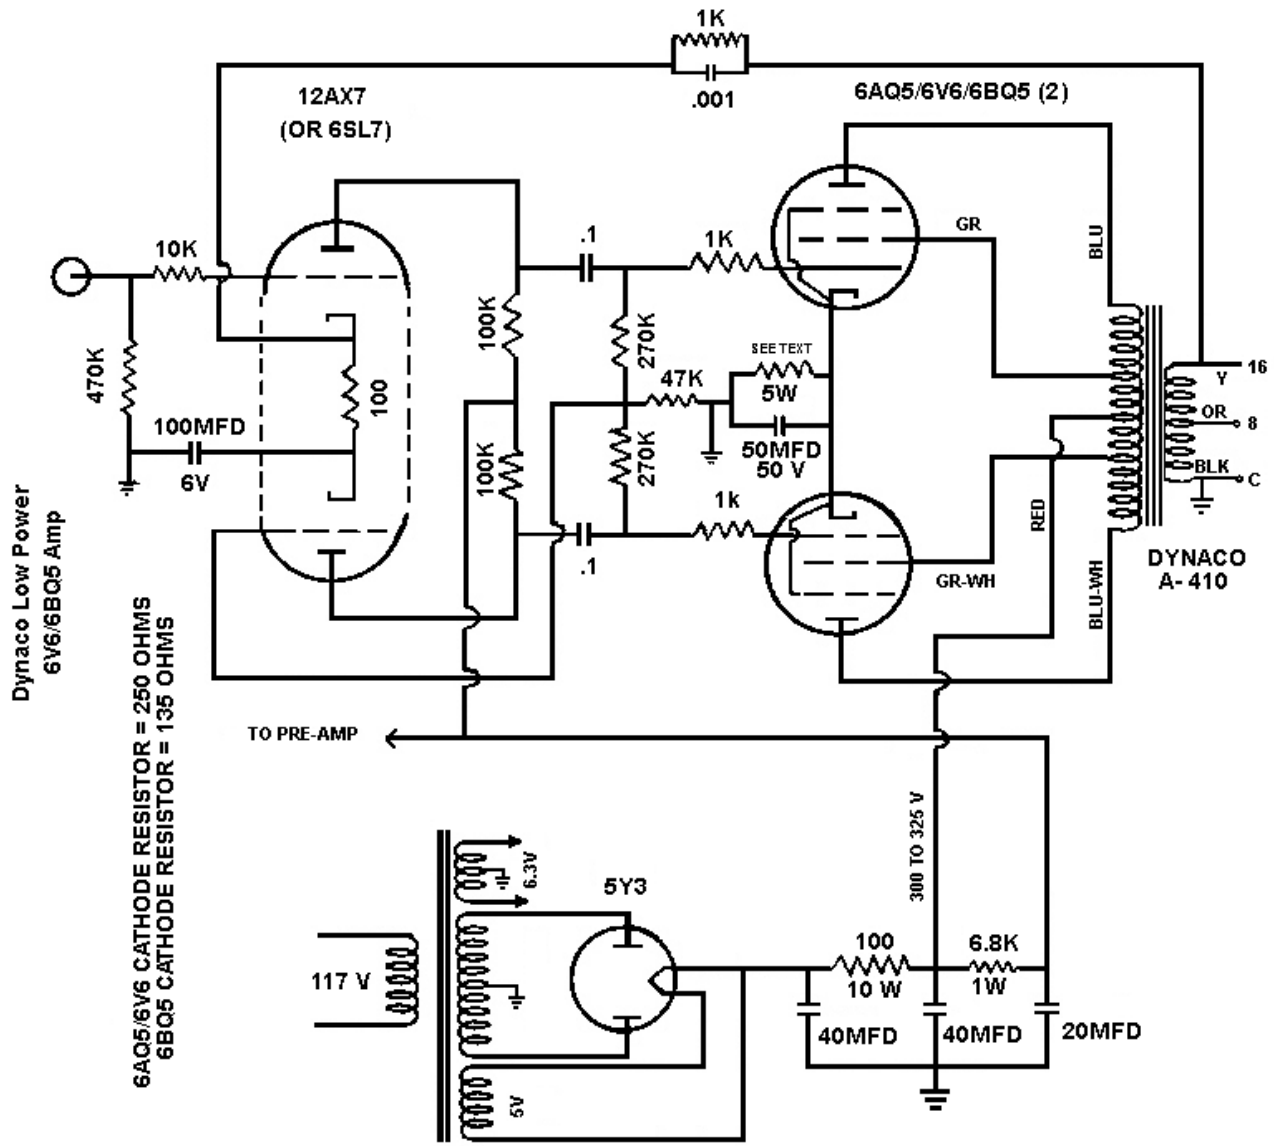 1K
.001
12AX7
(OR 6SL7)
6AQ5/6V6/6BQ5 (2)
10K
.1
1K
GR
BLU
470K
100K
270K
SEE TEXT
5W
47K
100
16
Y
OR
8
100MFD
6V
100K
270K
50MFD
50 V
BLK
C
1k
RED
.1
GR-WH
BLU-WH
DYNACO
A- 410
Dynaco Low Power
6V6/6BQ5 Amp
6AQ5/6V6 CATHODE RESISTOR = 250 OHMS
6BQ5 CATHODE RESISTOR = 135 OHMS
TO PRE-AMP
300 TO 325 V
6.3V
5Y3
117 V
100
10 W
6.8K
1W
40MFD
40MFD
20MFD
5V